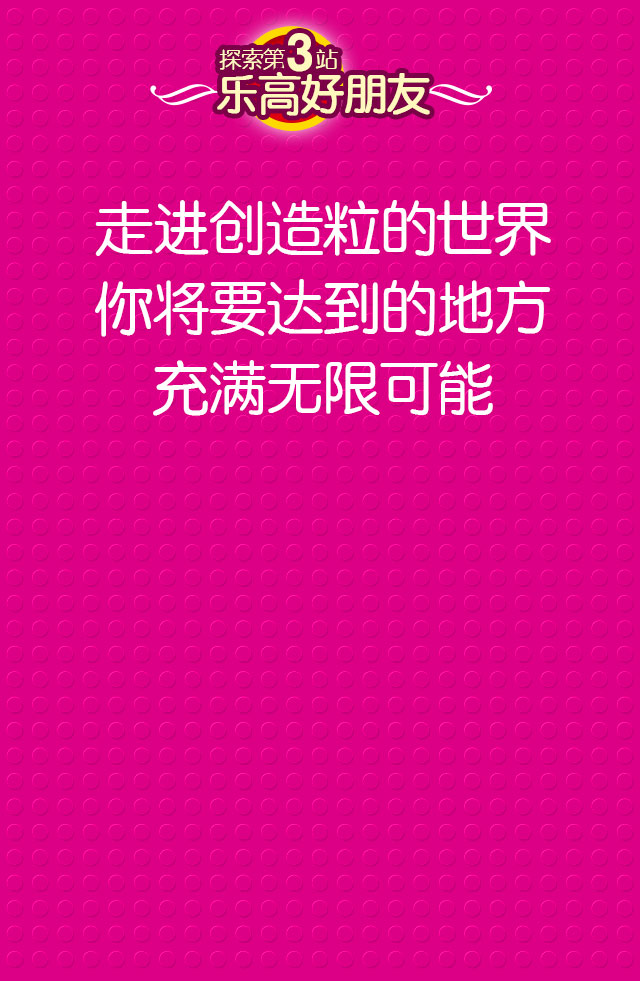 探索第3站
乐高好朋友
走进创造粒的世界
你将要达到的地方
充满无限可能